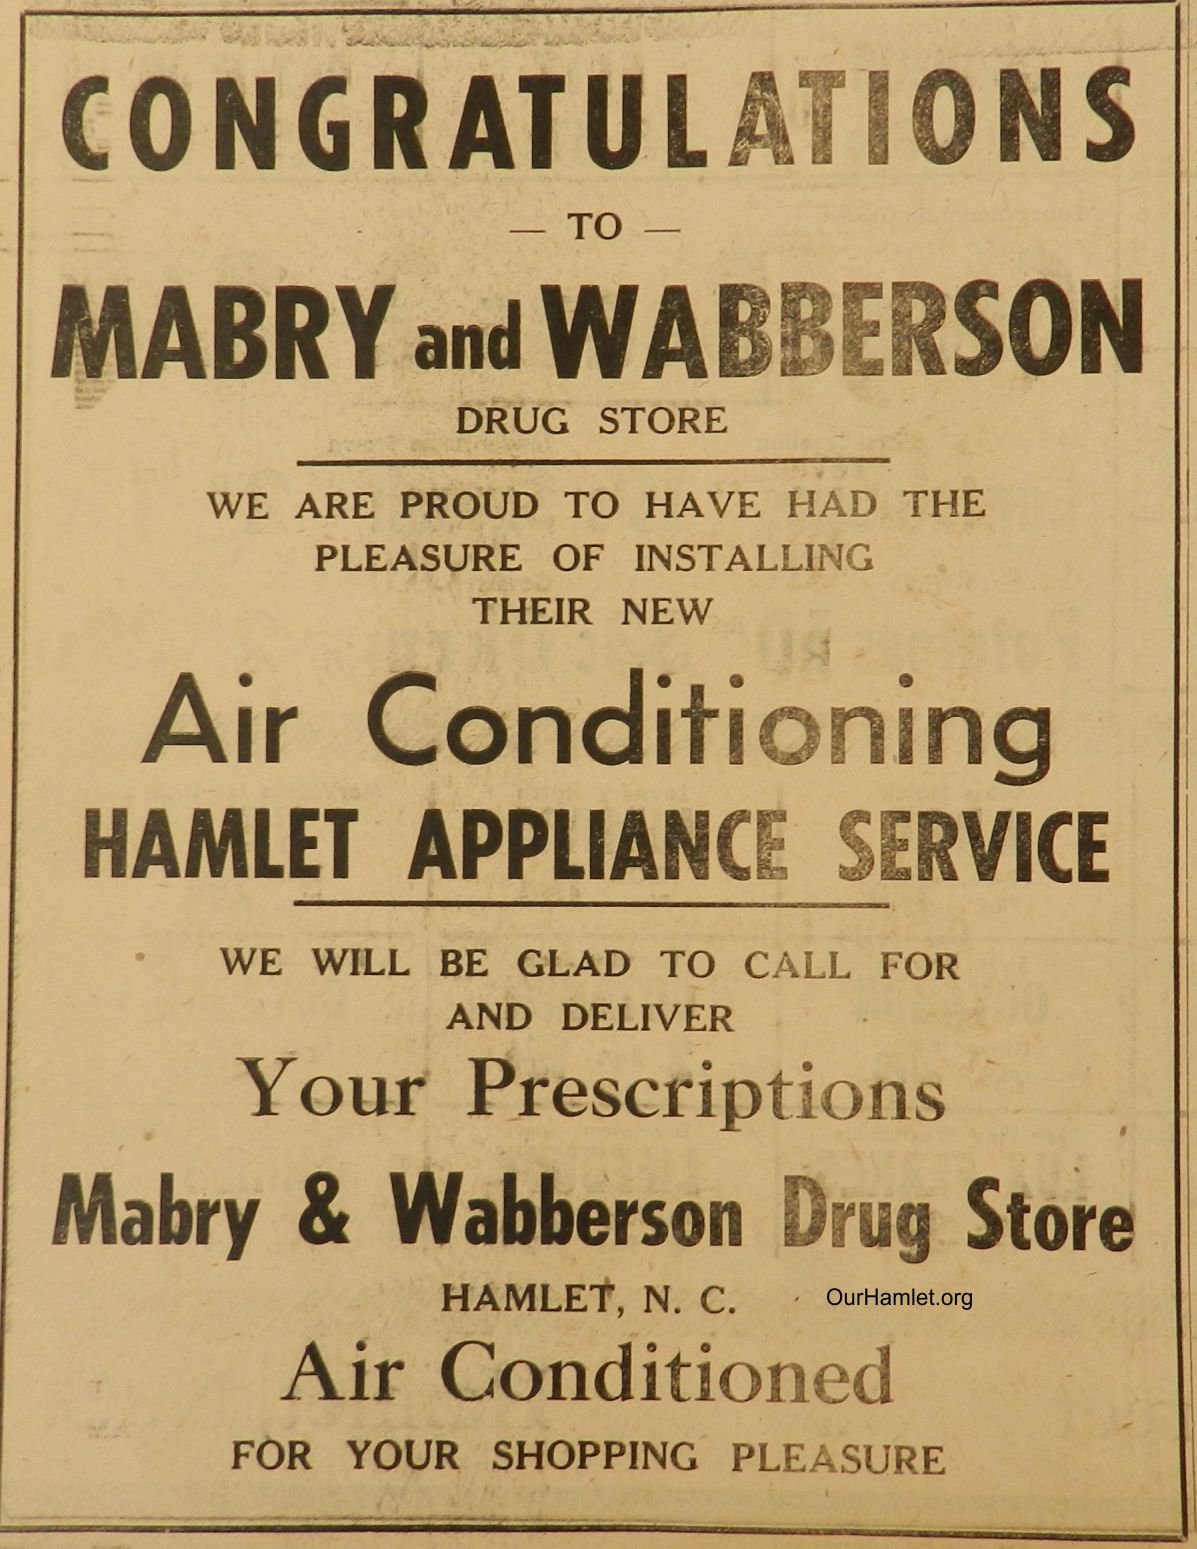 CONGRATULATIONS
— TO —
MABRY and WABBERSON
DRUG STORE
WE ARE PROUD TO HAVE HAD THE
PLEASURE OF INSTALLING
THEIR NEW
Air Conditioning
HAMLET APPLIANCE SERVICE
WE WILL BE GLAD TO CALL FOR
AND DELIVER
Your Prescriptions
Mabry & Wabberson Drug Store
HAMLET, N. C.
OurHamlet.org
Air Conditioned
FOR YOUR SHOPPING PLEASURE